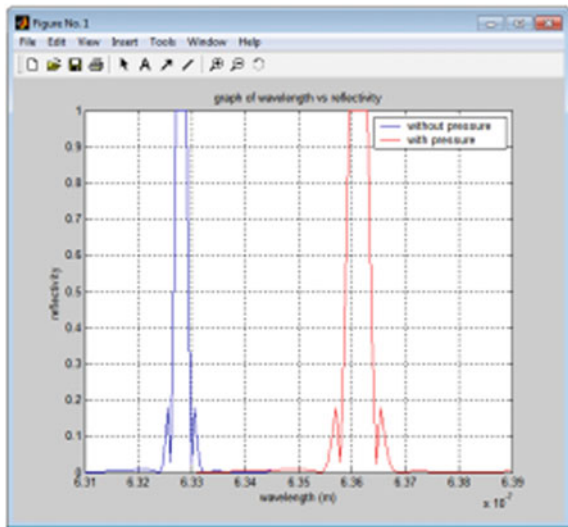 Figure No. 1
File Edit View Insert Tools Window Help
A
graph of wavelength vs reflectivity
without pressure
with pressure
reflectivity
1
0.9
0.8
0.7
0.6
0.5
0.4
0.3
0.2
0.1
0
6.31 6.32 6.33 6.34 6.35 6.36 6.37 6.38 6.39
wavelength (m)
x 10⁻⁷